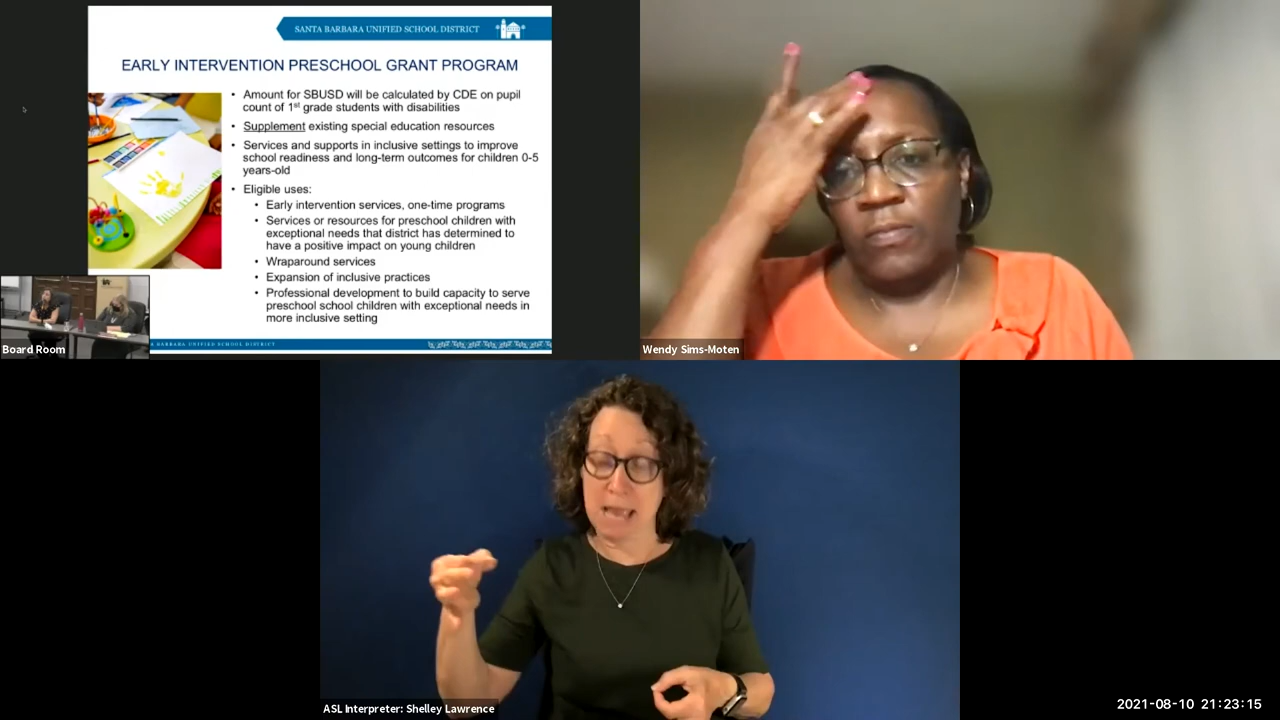 SANTA BARBARA UNIFIED SCHOOL DISTRICT
EARLY INTERVENTION PRESCHOOL GRANT PROGRAM
• Amount for SBUSD will be calculated by CDE on pupil
count of 1st grade students with disabilities
• Supplement existing special education resources
• Services and supports in inclusive settings to improve
school readiness and long-term outcomes for children 0-5
years-old
• Eligible uses:
• Early intervention services, one-time programs
• Services or resources for preschool children with
exceptional needs that district has determined to
have a positive impact on young children
• Wraparound services
• Expansion of inclusive practices
• Professional development to build capacity to serve
preschool school children with exceptional needs in
more inclusive setting
BARBARA UNIFIED SCHOOL DISTRICT
Board Room
Wendy Sims-Moten
ASL Interpreter: Shelley Lawrence
2021-08-10 21:23:15